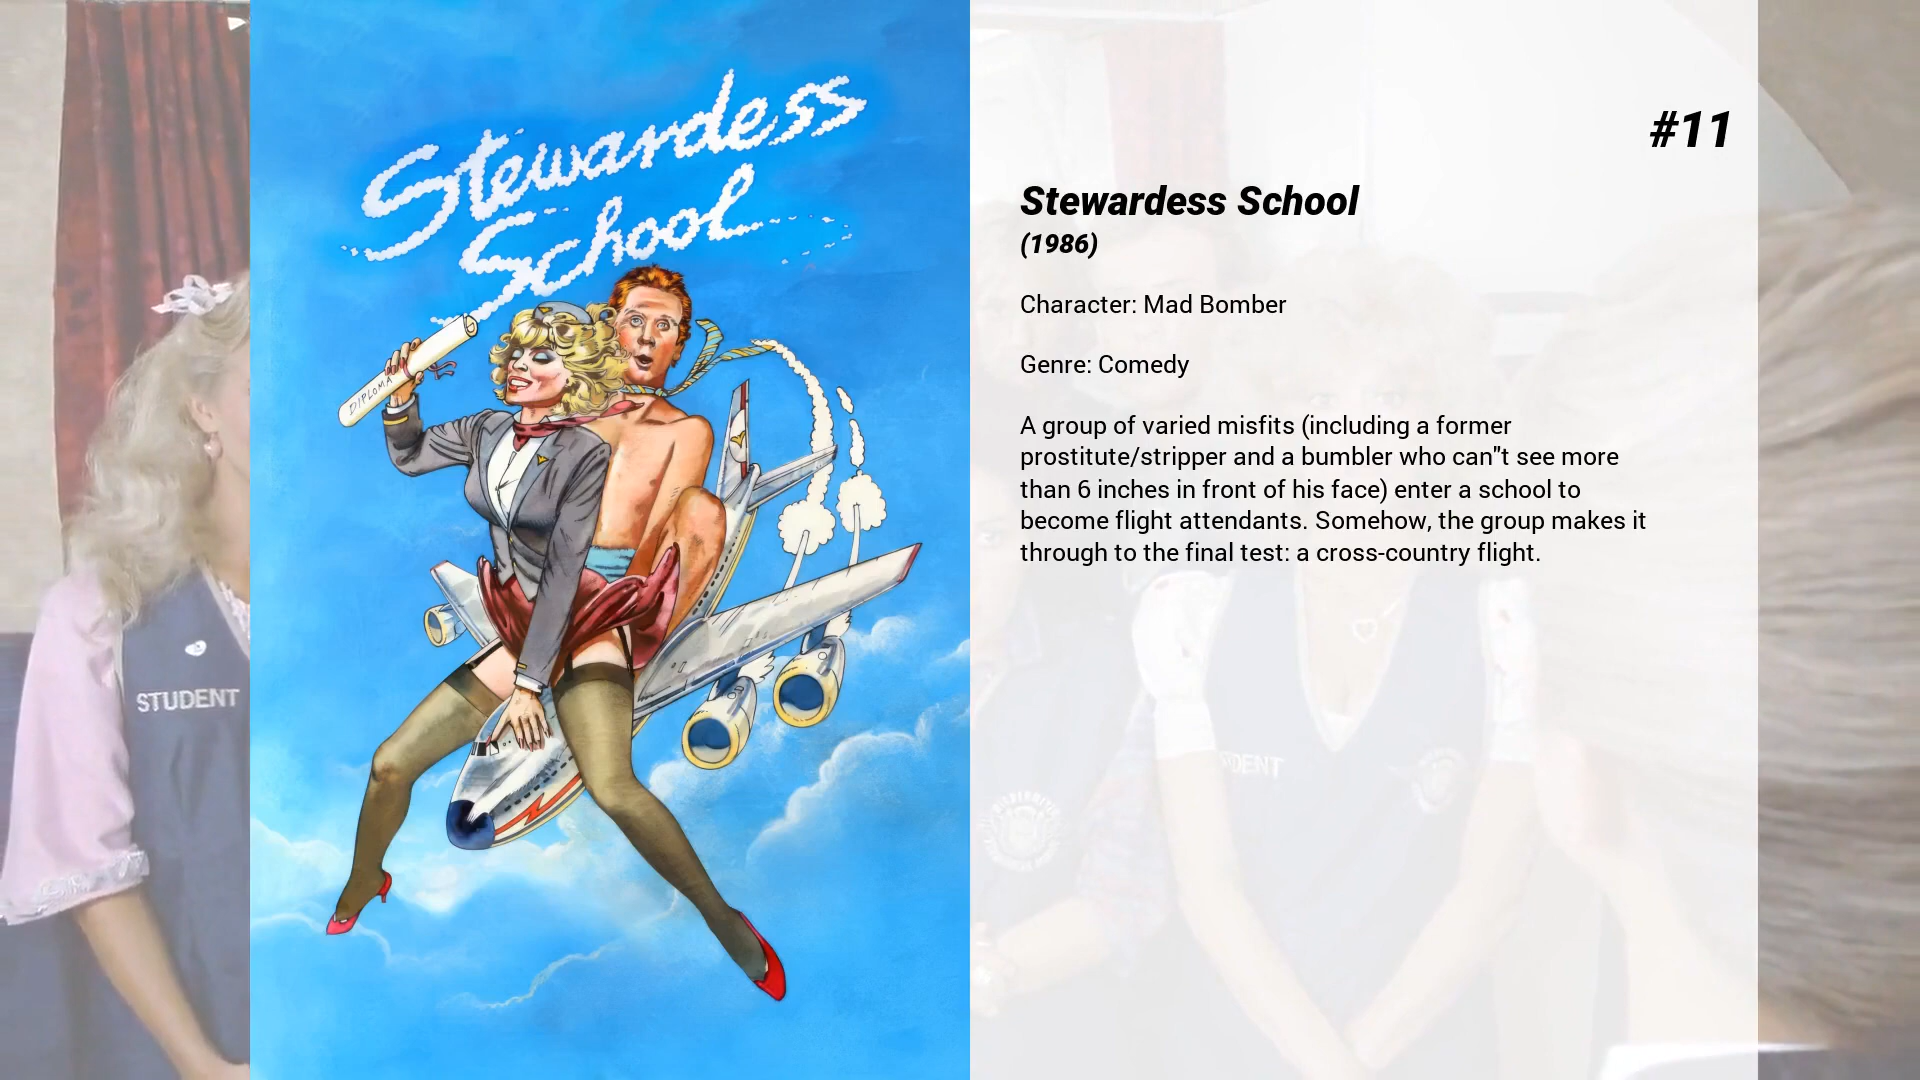 Stewardess
School
DIPLOMA
STUDENT
#11
Stewardess School
(1986)
Character: Mad Bomber
Genre: Comedy
A group of varied misfits (including a former
prostitute/stripper and a bumbler who can"t see more
than 6 inches in front of his face) enter a school to
become flight attendants. Somehow, the group makes it
through to the final test: a cross-country flight.